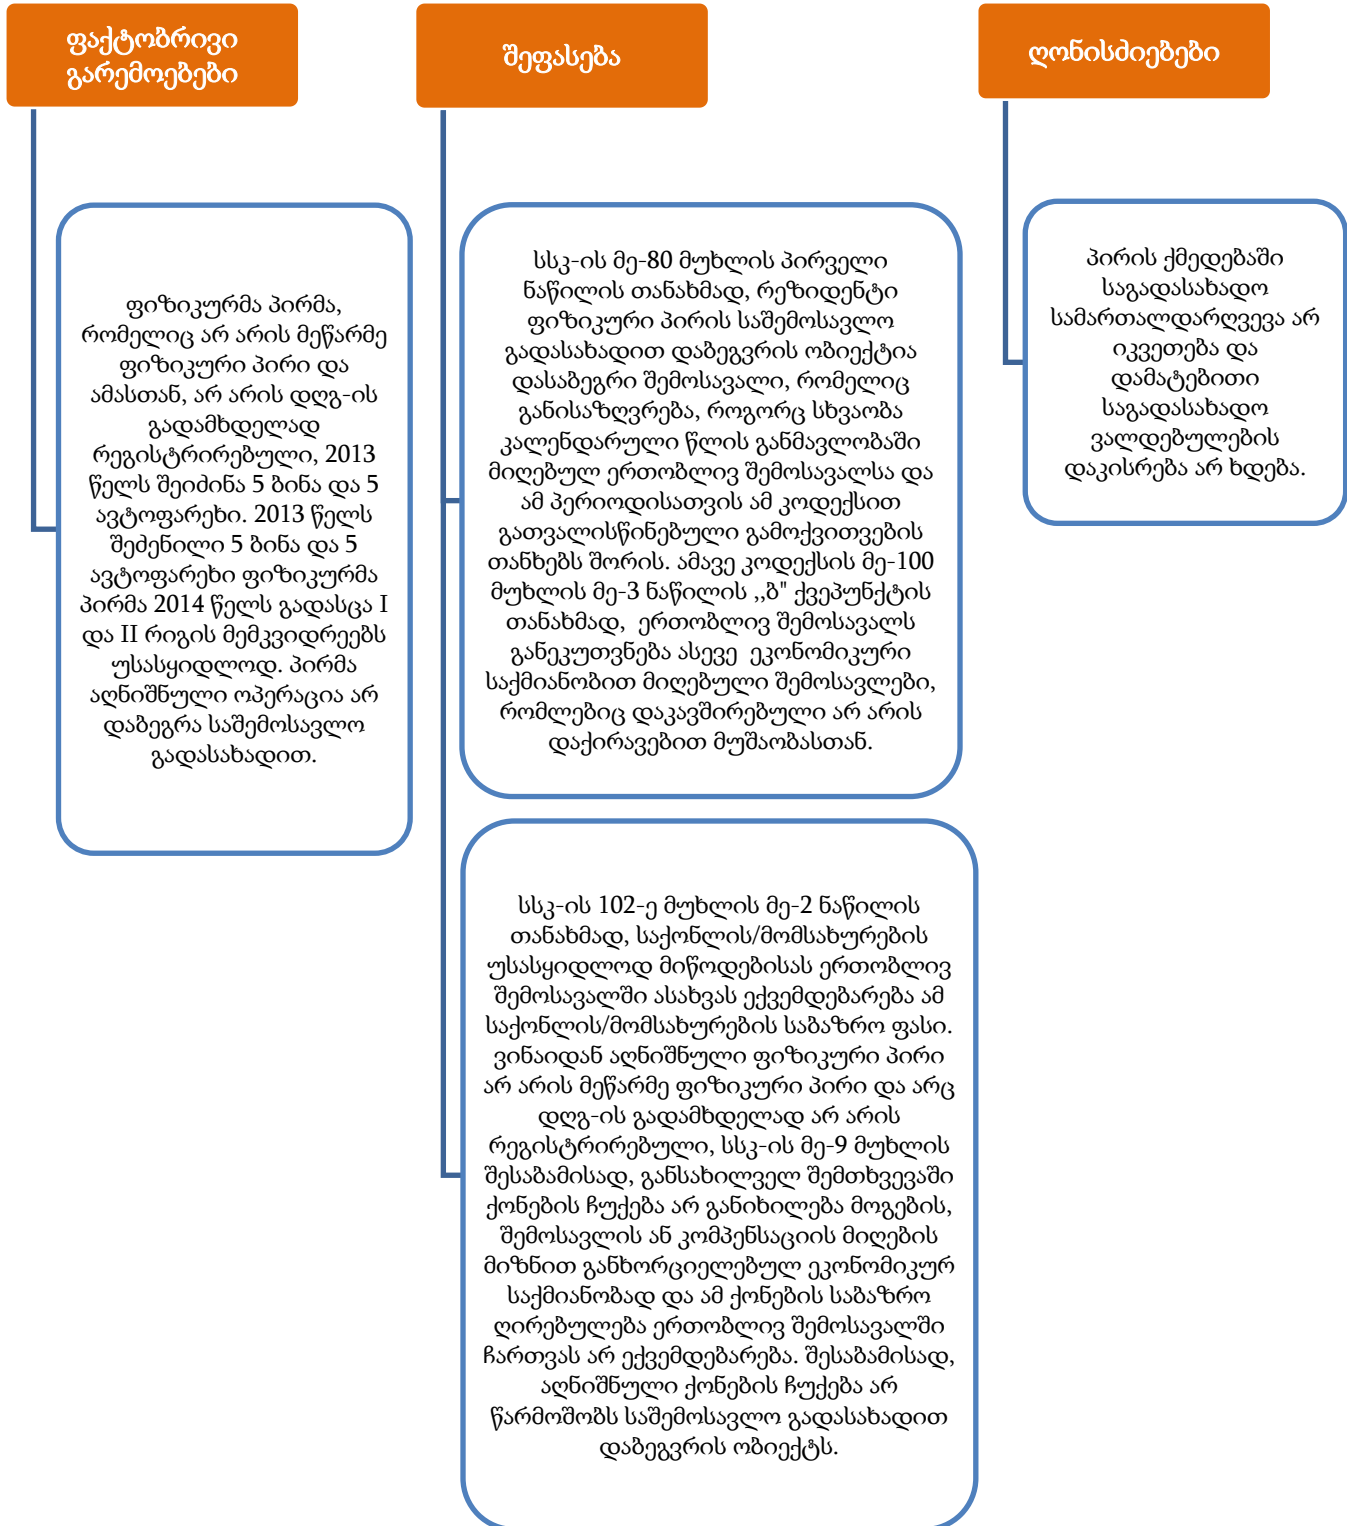 ფაქტობრივი
გარემოებები
შეფასება
ღონისძიებები
ფიზიკურმა პირმა,
რომელიც არ არის მეწარმე
ფიზიკური პირი და
ამასთან, არ არის დღგ-ის
გადამხდელად
რეგისტრირებული, 2013
წელს შეიძინა 5 ბინა და 5
ავტოფარეხი. 2013 წელს
შეძენილი 5 ბინა და 5
ავტოფარეხი ფიზიკურმა
პირმა 2014 წელს გადასცა I
და II რიგის მემკვიდრეებს
უსასყიდლოდ. პირმა
აღნიშნული ოპერაცია არ
დაბეგრა საშემოსავლო
გადასახადით.
სსკ-ის მე-80 მუხლის პირველი
ნაწილის თანახმად, რეზიდენტი
ფიზიკური პირის საშემოსავლო
გადასახადით დაბეგვრის ობიექტია
დასაბეგრი შემოსავალი, რომელიც
განისაზღვრება, როგორც სხვაობა
კალენდარული წლის განმავლობაში
მიღებულ ერთობლივ შემოსავალსა და
ამ პერიოდისათვის ამ კოდექსით
გათვალისწინებული გამოქვითვების
თანხებს შორის. ამავე კოდექსის მე-100
მუხლის მე-3 ნაწილის ,,ბ" ქვეპუნქტის
თანახმად, ერთობლივ შემოსავალს
განეკუთვნება ასევე ეკონომიკური
საქმიანობით მიღებული შემოსავლები,
რომლებიც დაკავშირებული არ არის
დაქირავებით მუშაობასთან.
სსკ-ის 102-ე მუხლის მე-2 ნაწილის
თანახმად, საქონლის/მომსახურების
უსასყიდლოდ მიწოდებისას ერთობლივ
შემოსავალში ასახვას ექვემდებარება ამ
საქონლის/მომსახურების საბაზრო ფასი.
ვინაიდან აღნიშნული ფიზიკური პირი
არ არის მეწარმე ფიზიკური პირი და არც
დღგ-ის გადამხდელად არ არის
რეგისტრირებული, სსკ-ის მე-9 მუხლის
შესაბამისად, განსახილველ შემთხვევაში
ქონების ჩუქება არ განიხილება მოგების,
შემოსავლის ან კომპენსაციის მიღების
მიზნით განხორციელებულ ეკონომიკურ
საქმიანობად და ამ ქონების საბაზრო
ღირებულება ერთობლივ შემოსავალში
ჩართვას არ ექვემდებარება. შესაბამისად,
აღნიშნული ქონების ჩუქება არ
წარმოშობს საშემოსავლო გადასახადით
დაბეგვრის ობიექტს.
პირის ქმედებაში
საგადასახადო
სამართალდარღვევა არ
იკვეთება და
დამატებითი
საგადასახადო
ვალდებულების
დაკისრება არ ხდება.